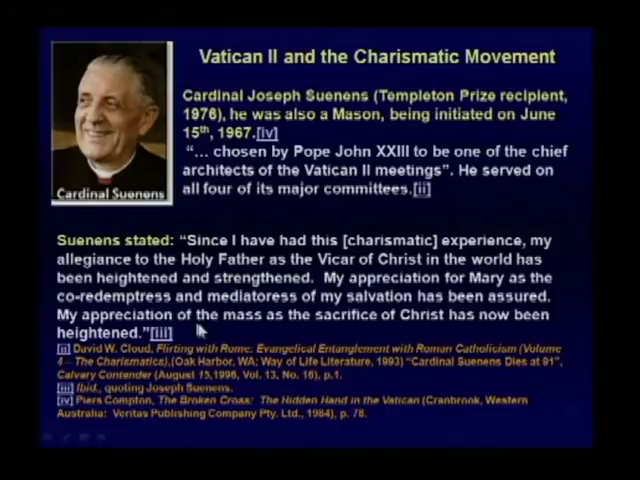 Vatican II and the Charismatic Movement
Cardinal Joseph Suenens (Templeton Prize recipient,
1976), he was also a Mason, being initiated on June
15th, 1967.[iv]
"... chosen by Pope John XXIII to be one of the chief
architects of the Vatican II meetings". He served on
all four of its major committees.[ii]
Cardinal Suenens
Suenens stated: "Since I have had this [charismatic] experience, my
allegiance to the Holy Father as the Vicar of Christ in the world has
been heightened and strengthened. My appreciation for Mary as the
co-redemptress and mediatoress of my salvation has been assured.
My appreciation of the mass as the sacrifice of Christ has now been
heightened."[iii]
[ii] David W. Cloud, Flirting with Rome: Evangelical Entanglement with Roman Catholicism (Volume
4 – The Charismatics),(Oak Harbor, WA: Way of Life Literature, 1993) "Cardinal Suenens Dies at 91",
Calvary Contender (August 15,1996, Vol. 13, No. 16), p.1.
[iii] Ibid., quoting Joseph Suenens.
[iv] Piers Compton, The Broken Cross: The Hidden Hand in the Vatican (Cranbrook, Western
Australia: Veritas Publishing Company Pty. Ltd., 1984), p. 78.